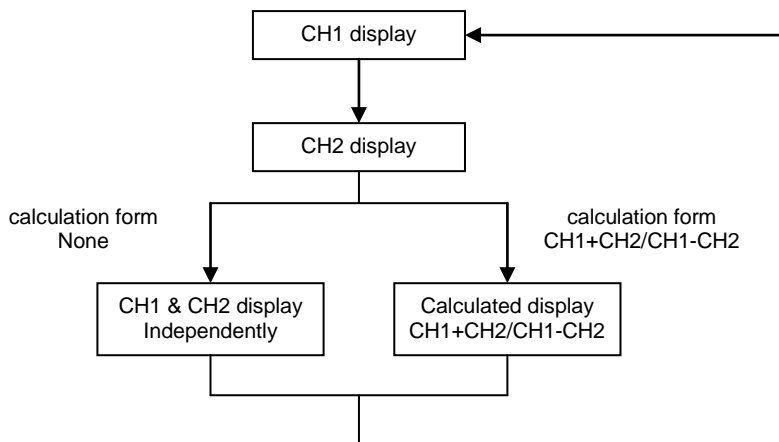 CH1 display
CH2 display
calculation form
None
calculation form
CH1+CH2/CH1-CH2
CH1 & CH2 display
Independently
Calculated display
CH1+CH2/CH1-CH2